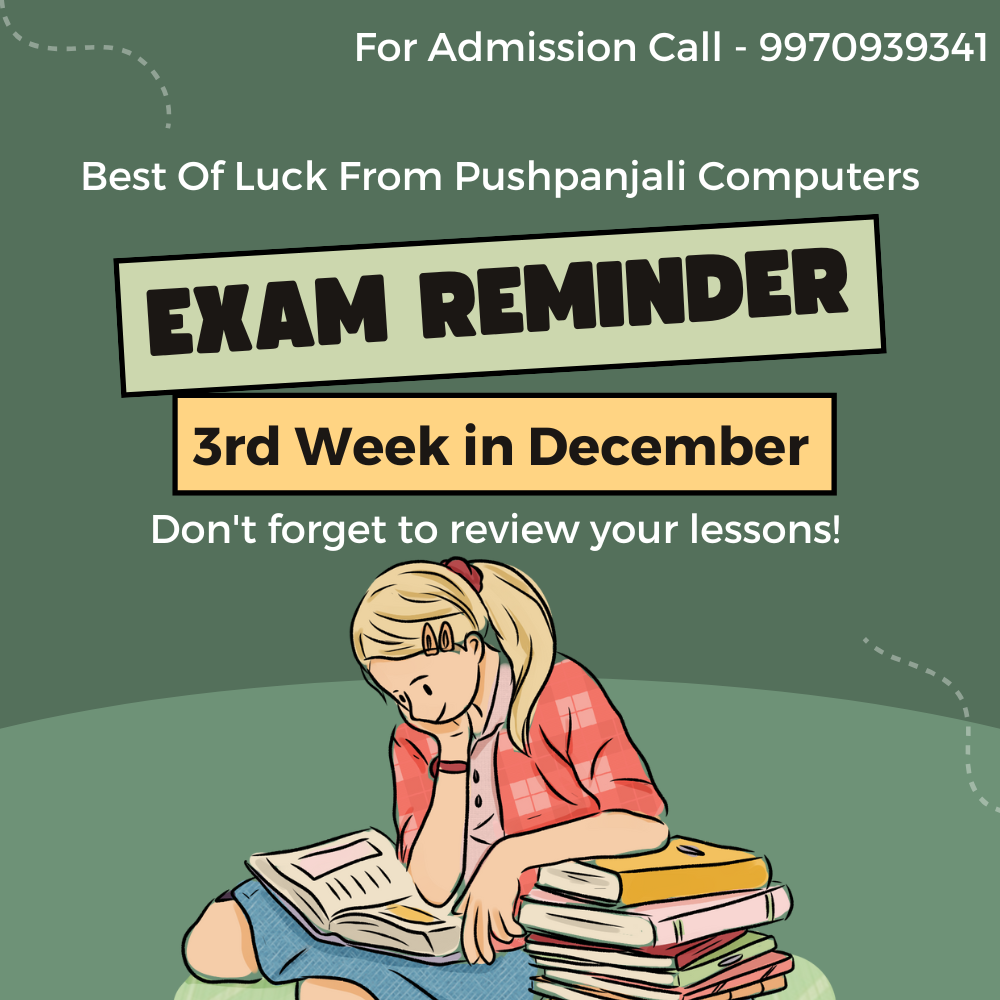 For Admission Call - 9970939341
Best Of Luck From Pushpanjali Computers
EXAM REMINDER
3rd Week in December
Don't forget to review your lessons!